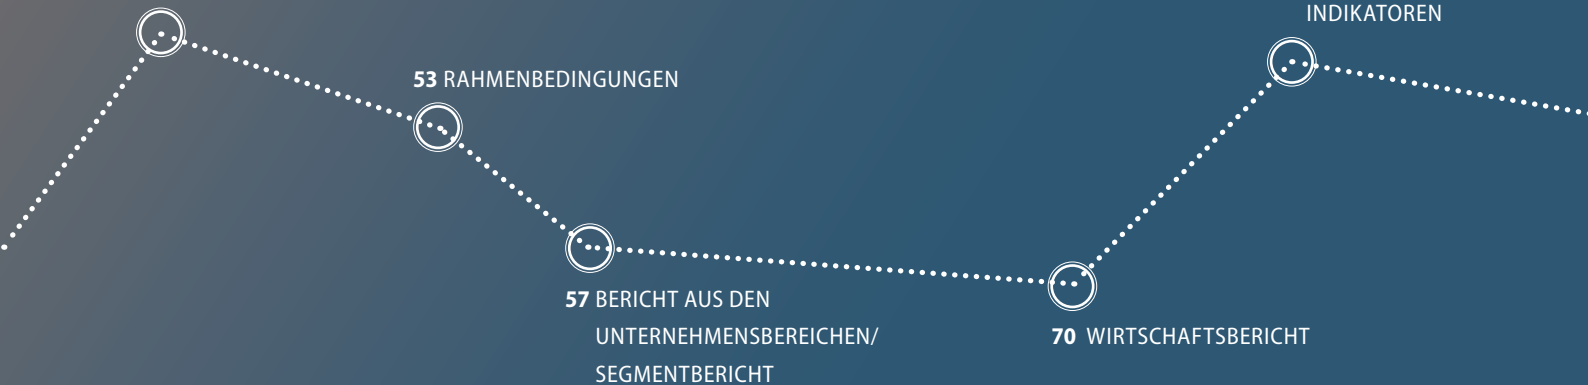 INDIKATOREN
53 RAHMENBEDINGUNGEN
57 BERICHT AUS DEN
UNTERNEHMENSBEREICHEN/
SEGMENTBERICHT
70 WIRTSCHAFTSBERICHT